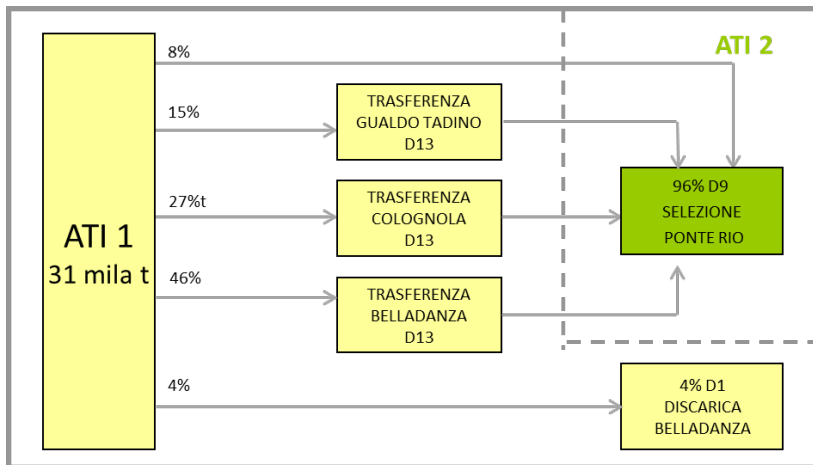 ATI 2
8%
15%
TRASFERENZA
GUALDO TADINO
D13
27%t
TRASFERENZA
COLOGNOLA
D13
96% D9
SELEZIONE
PONTE RIO
ATI 1
31 mila t
46%
TRASFERENZA
BELLADANZA
D13
4%
4% D1
DISCARICA
BELLADANZA